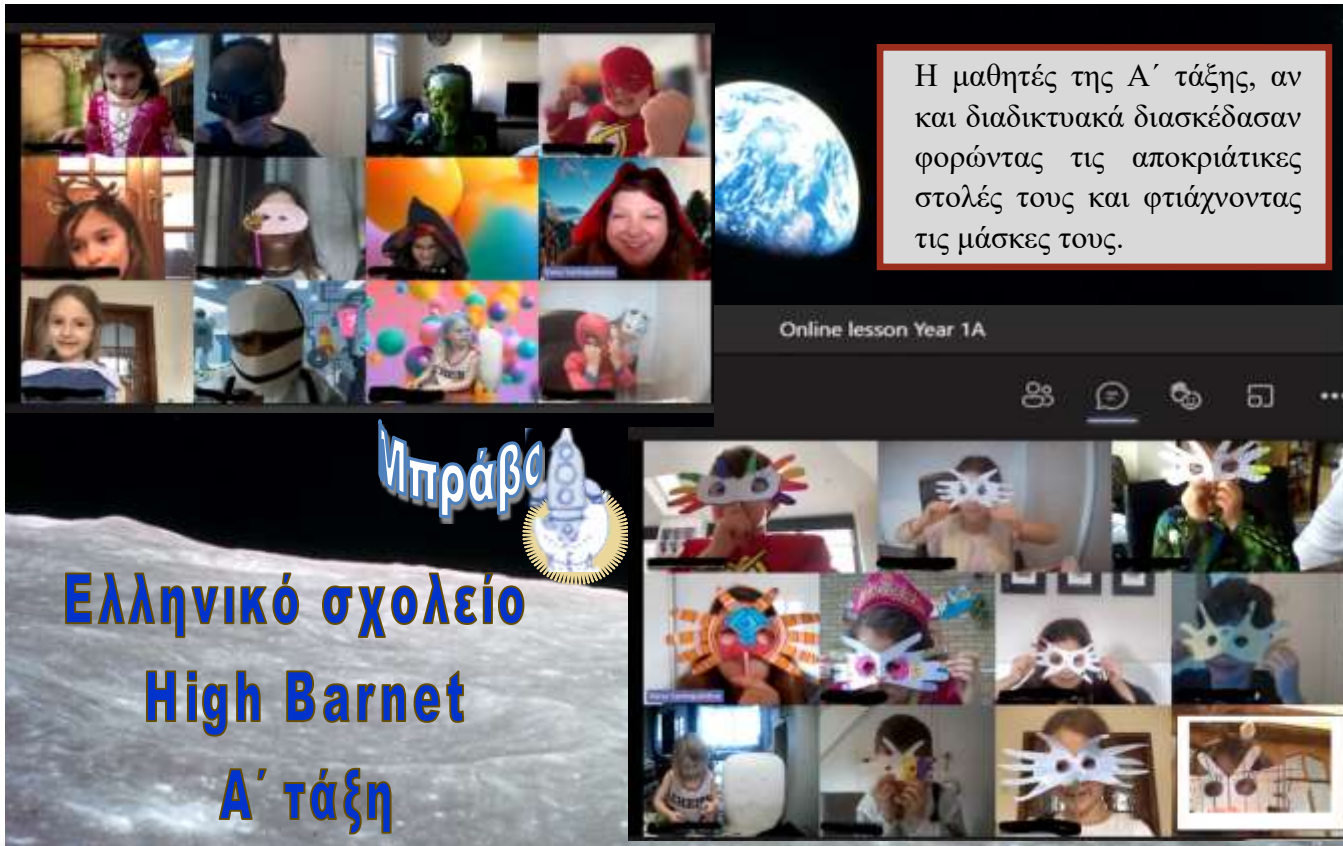 Η μαθητές της Α΄ τάξης, αν
και διαδικτυακά διασκέδασαν
φορώντας τις αποκριάτικες
στολές τους και φτιάχνοντας
τις μάσκες τους.
Online lesson Year 1A
Μπράβο
Ελληνικό σχολείο
High Barnet
Α΄ τάξη